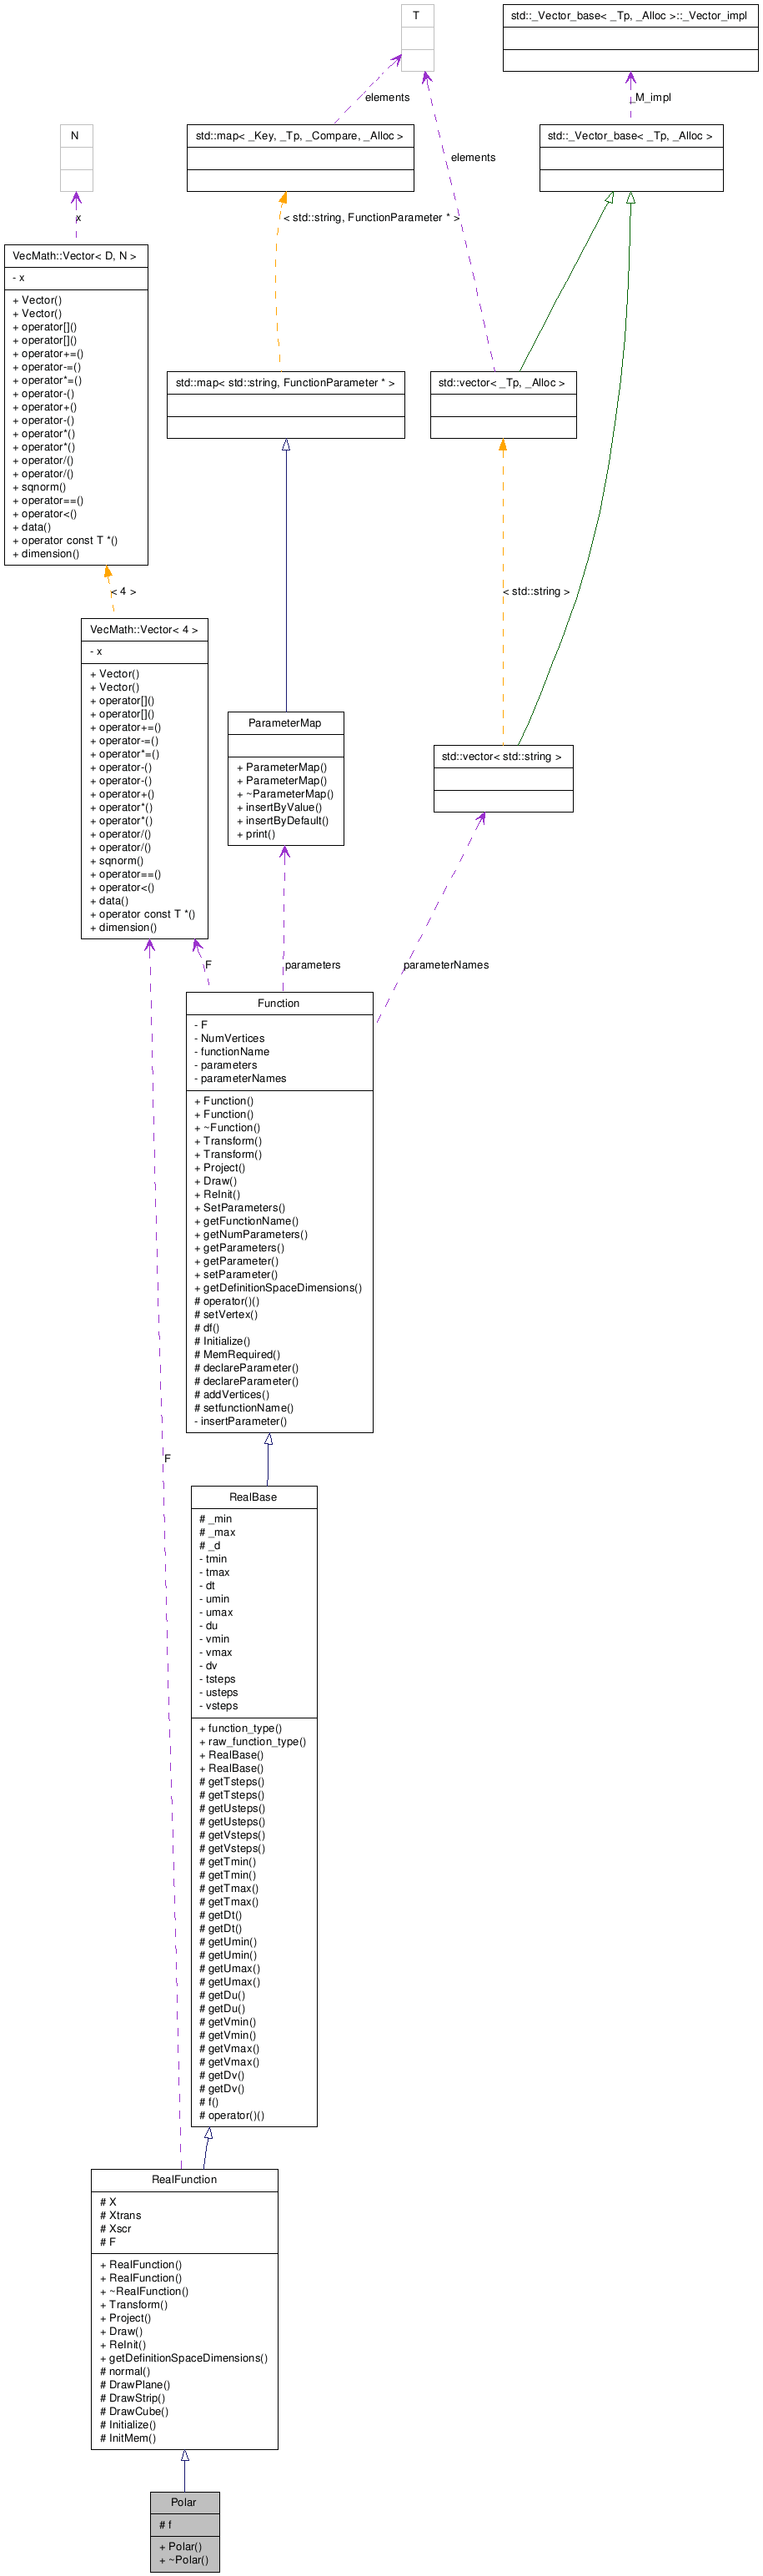 T
std::_Vector_base< _Tp, _Alloc >::_Vector_impl
elements
_M_impl
N
std::map< _Key, _Tp, _Compare, _Alloc >
std::_Vector_base< _Tp, _Alloc >
elements
x
< std::string, FunctionParameter * >
VecMath::Vector< D, N >
- x
+ Vector()
+ Vector()
+ operator[]()
+ operator[]()
+ operator+=()
+ operator-=()
+ operator*=()
+ operator-()
+ operator+()
+ operator-()
+ operator*()
+ operator*()
+ operator/()
+ operator/()
+ sqnorm()
+ operator==()
+ operator<()
+ data()
+ operator const T *()
+ dimension()
std::map< std::string, FunctionParameter * >
std::vector< _Tp, _Alloc >
< 4 >
< std::string >
VecMath::Vector< 4 >
- x
+ Vector()
+ Vector()
+ operator[]()
+ operator[]()
+ operator+=()
+ operator-=()
+ operator*=()
+ operator-()
+ operator-()
+ operator+()
+ operator*()
+ operator*()
+ operator/()
+ operator/()
+ sqnorm()
+ operator==()
+ operator<()
+ data()
+ operator const T *()
+ dimension()
ParameterMap
+ ParameterMap()
+ ParameterMap()
+ ~ParameterMap()
+ insertByValue()
+ insertByDefault()
+ print()
std::vector< std::string >
F
parameters
parameterNames
Function
- F
- NumVertices
- functionName
- parameters
- parameterNames
+ Function()
+ Function()
+ ~Function()
+ Transform()
+ Transform()
+ Project()
+ Draw()
+ ReInit()
+ SetParameters()
+ getFunctionName()
+ getNumParameters()
+ getParameters()
+ getParameter()
+ setParameter()
+ getDefinitionSpaceDimensions()
# operator()()
# setVertex()
# df()
# Initialize()
# MemRequired()
# declareParameter()
# declareParameter()
# addVertices()
# setfunctionName()
- insertParameter()
F
RealBase
# _min
# _max
# _d
- tmin
- tmax
- dt
- umin
- umax
- du
- vmin
- vmax
- dv
- tsteps
- usteps
- vsteps
+ function_type()
+ raw_function_type()
+ RealBase()
+ RealBase()
# getTsteps()
# getTsteps()
# getUsteps()
# getUsteps()
# getVsteps()
# getVsteps()
# getTmin()
# getTmin()
# getTmax()
# getTmax()
# getDt()
# getDt()
# getUmin()
# getUmin()
# getUmax()
# getUmax()
# getDu()
# getDu()
# getVmin()
# getVmin()
# getVmax()
# getVmax()
# getDv()
# getDv()
# f()
# operator()()
RealFunction
# X
# Xtrans
# Xscr
# F
+ RealFunction()
+ RealFunction()
+ ~RealFunction()
+ Transform()
+ Project()
+ Draw()
+ ReInit()
+ getDefinitionSpaceDimensions()
# normal()
# DrawPlane()
# DrawStrip()
# DrawCube()
# Initialize()
# InitMem()
Polar
# f
+ Polar()
+ ~Polar()